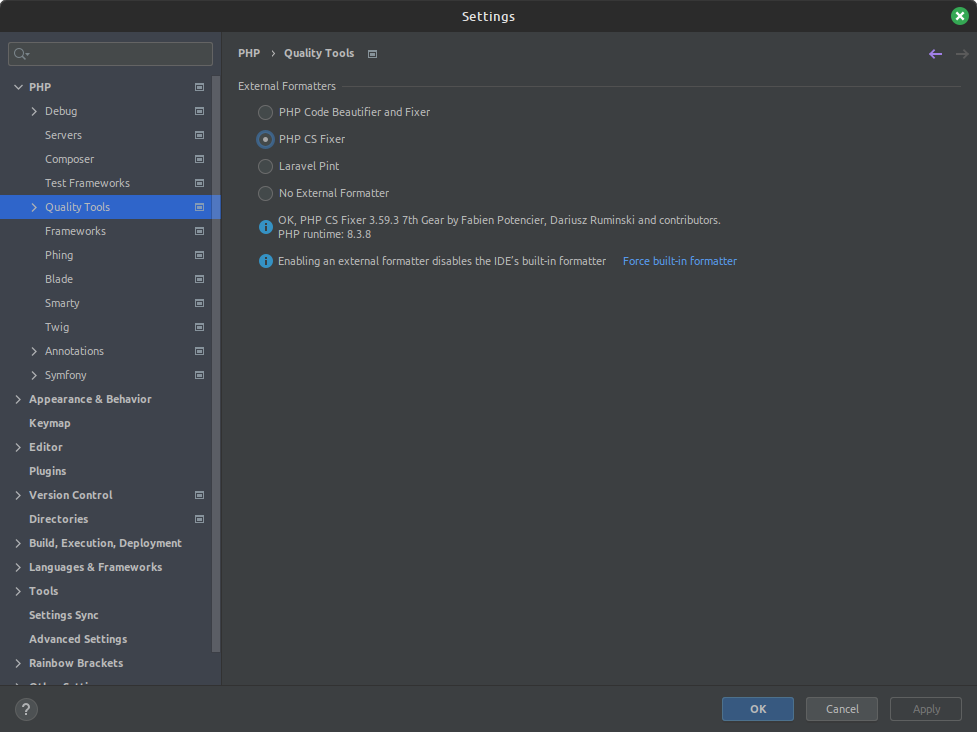 Settings
PHP
Debug
Servers
Composer
Test Frameworks
Quality Tools
Frameworks
Phing
Blade
Smarty
Twig
Annotations
Symfony
Appearance & Behavior
Keymap
Editor
Plugins
Version Control
Directories
Build, Execution, Deployment
Languages & Frameworks
Tools
Settings Sync
Advanced Settings
Rainbow Brackets
PHP › Quality Tools
External Formatters
PHP Code Beautifier and Fixer
PHP CS Fixer
Laravel Pint
No External Formatter
OK, PHP CS Fixer 3.59.3 7th Gear by Fabien Potencier, Dariusz Ruminski and contributors.
PHP runtime: 8.3.8
Enabling an external formatter disables the IDE's built-in formatter Force built-in formatter
?
OK Cancel Apply